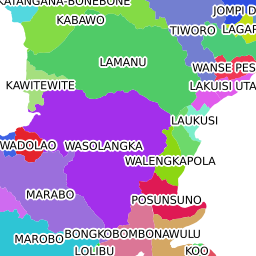 KATANGANA-BONEBONE
JOMPI D
KABAWO
TIWORO
LAGAF
LAMANU
WANSE PES
KAWITEWITE
LAKUISI UTA
LAUKUSI
WADOLAO
WASOLANGKA
WALENGKAPOLA
MARABO
POSUNSUNO
BONGKOBOMBONAWULU
MAROBO
LOLIBU
KOO